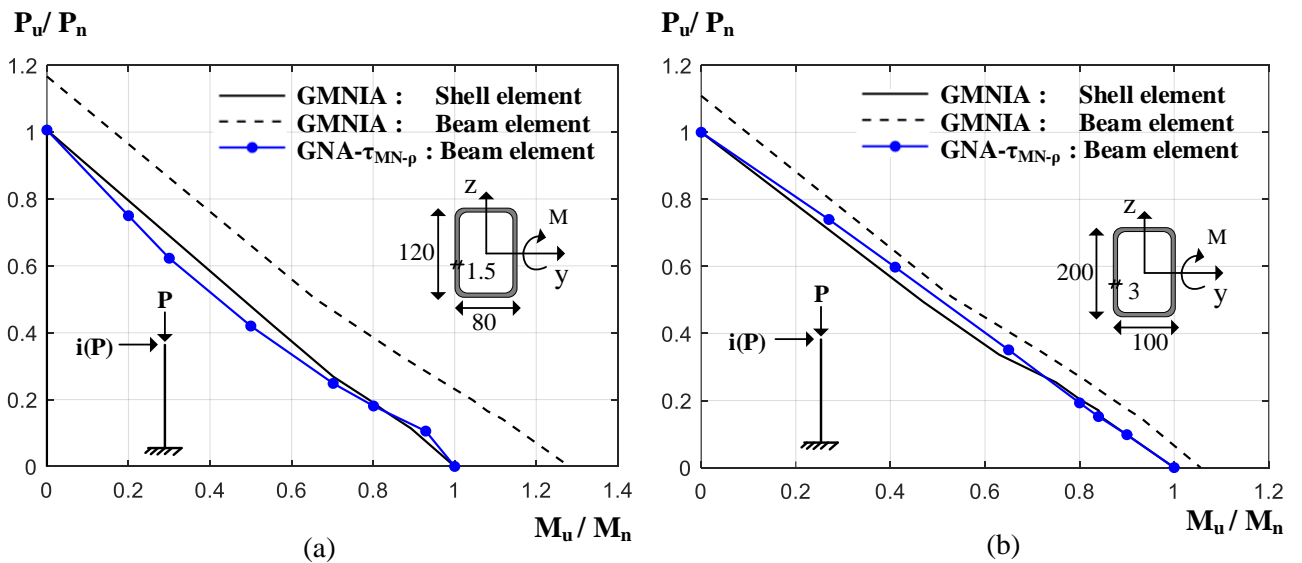 Pu/ Pn
1.2
1
0.8
0.6
0.4
0.2
0
0 0.2 0.4 0.6 0.8 1 1.2 1.4
Mu / Mn
GMNIA : Shell element
GMNIA : Beam element
GNA-τMN-ρ : Beam element
z
M
120
1.5
y
80
P
i(P)
(a)
Pu/ Pn
1.2
1
0.8
0.6
0.4
0.2
0
0 0.2 0.4 0.6 0.8 1 1.2
Mu / Mn
GMNIA : Shell element
GMNIA : Beam element
GNA-τMN-ρ : Beam element
z
M
200
3
y
100
P
i(P)
(b)